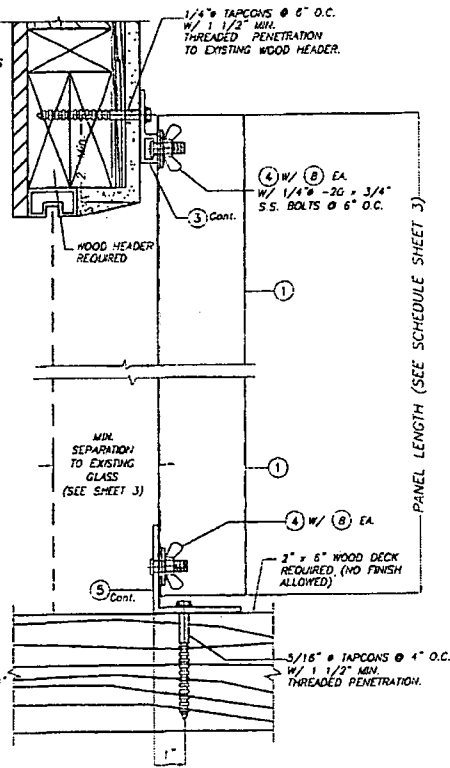 1/4"ø TAPCONS @ 6" O.C.
W/ 1 1/2" MIN.
THREADED PENETRATION
TO EXISTING WOOD HEADER.
S
2" MIN.
④ W/ ⑧ EA.
W/ 1/4"ø -20 x 3/4"
S.S. BOLTS @ 6" O.C.
③ Cont.
WOOD HEADER
REQUIRED
①
PANEL LENGTH (SEE SCHEDULE SHEET 3)
MIN.
SEPARATION
TO EXISTING
GLASS
(SEE SHEET 3)
①
④ W/ ⑧ EA.
2" x 6" WOOD DECK
REQUIRED (NO FINISH
ALLOWED)
⑤ Cont.
5/16" ø TAPCONS @ 4" O.C.
W/ 1 1/2" MIN.
THREADED PENETRATION.
1"